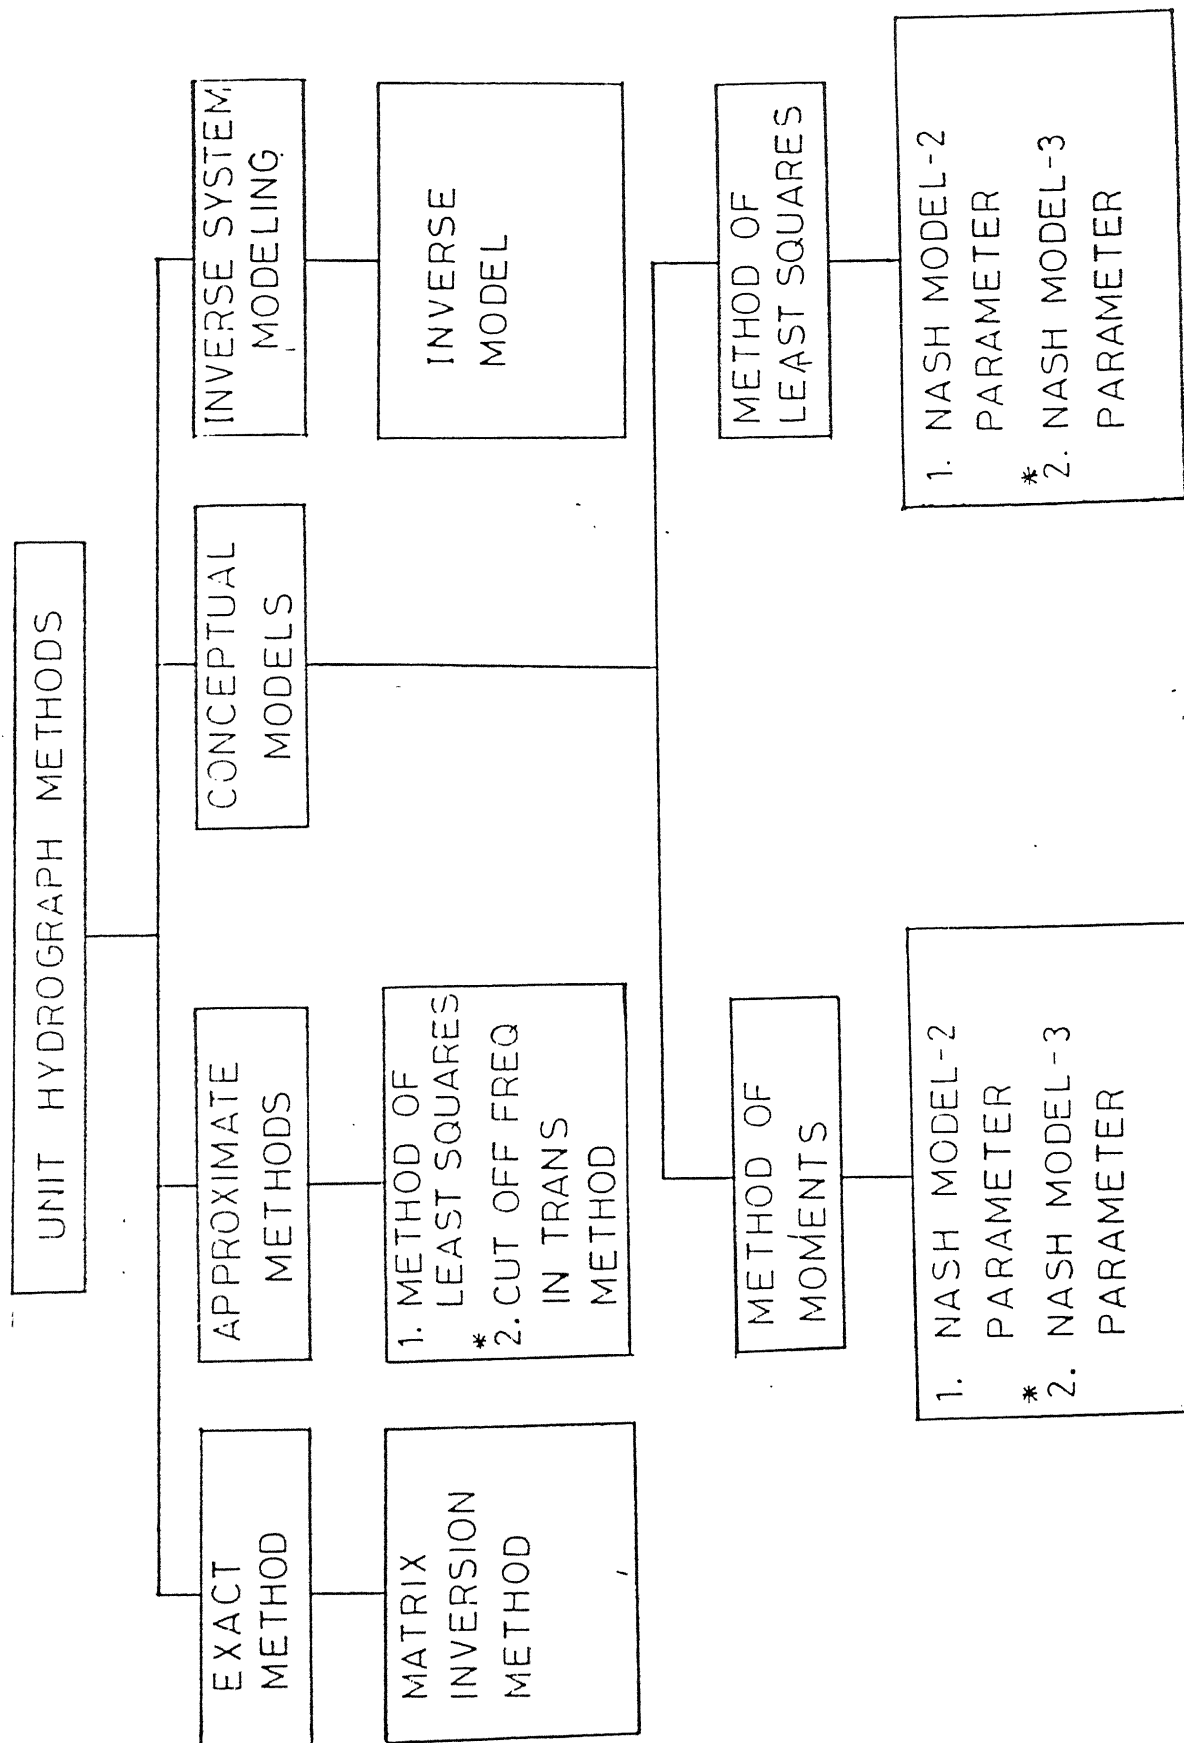 UNIT HYDROGRAPH METHODS
EXACT
METHOD
APPROXIMATE
METHODS
CONCEPTUAL
MODELS
INVERSE SYSTEM
MODELING
MATRIX
INVERSION
METHOD
1. METHOD OF
LEAST SQUARES
*
2. CUT OFF FREQ
IN TRANS
METHOD
INVERSE
MODEL
METHOD OF
MOMENTS
METHOD OF
LEAST SQUARES
1. NASH MODEL-2
PARAMETER
*
2. NASH MODEL-3
PARAMETER
1. NASH MODEL-2
PARAMETER
*
2. NASH MODEL-3
PARAMETER